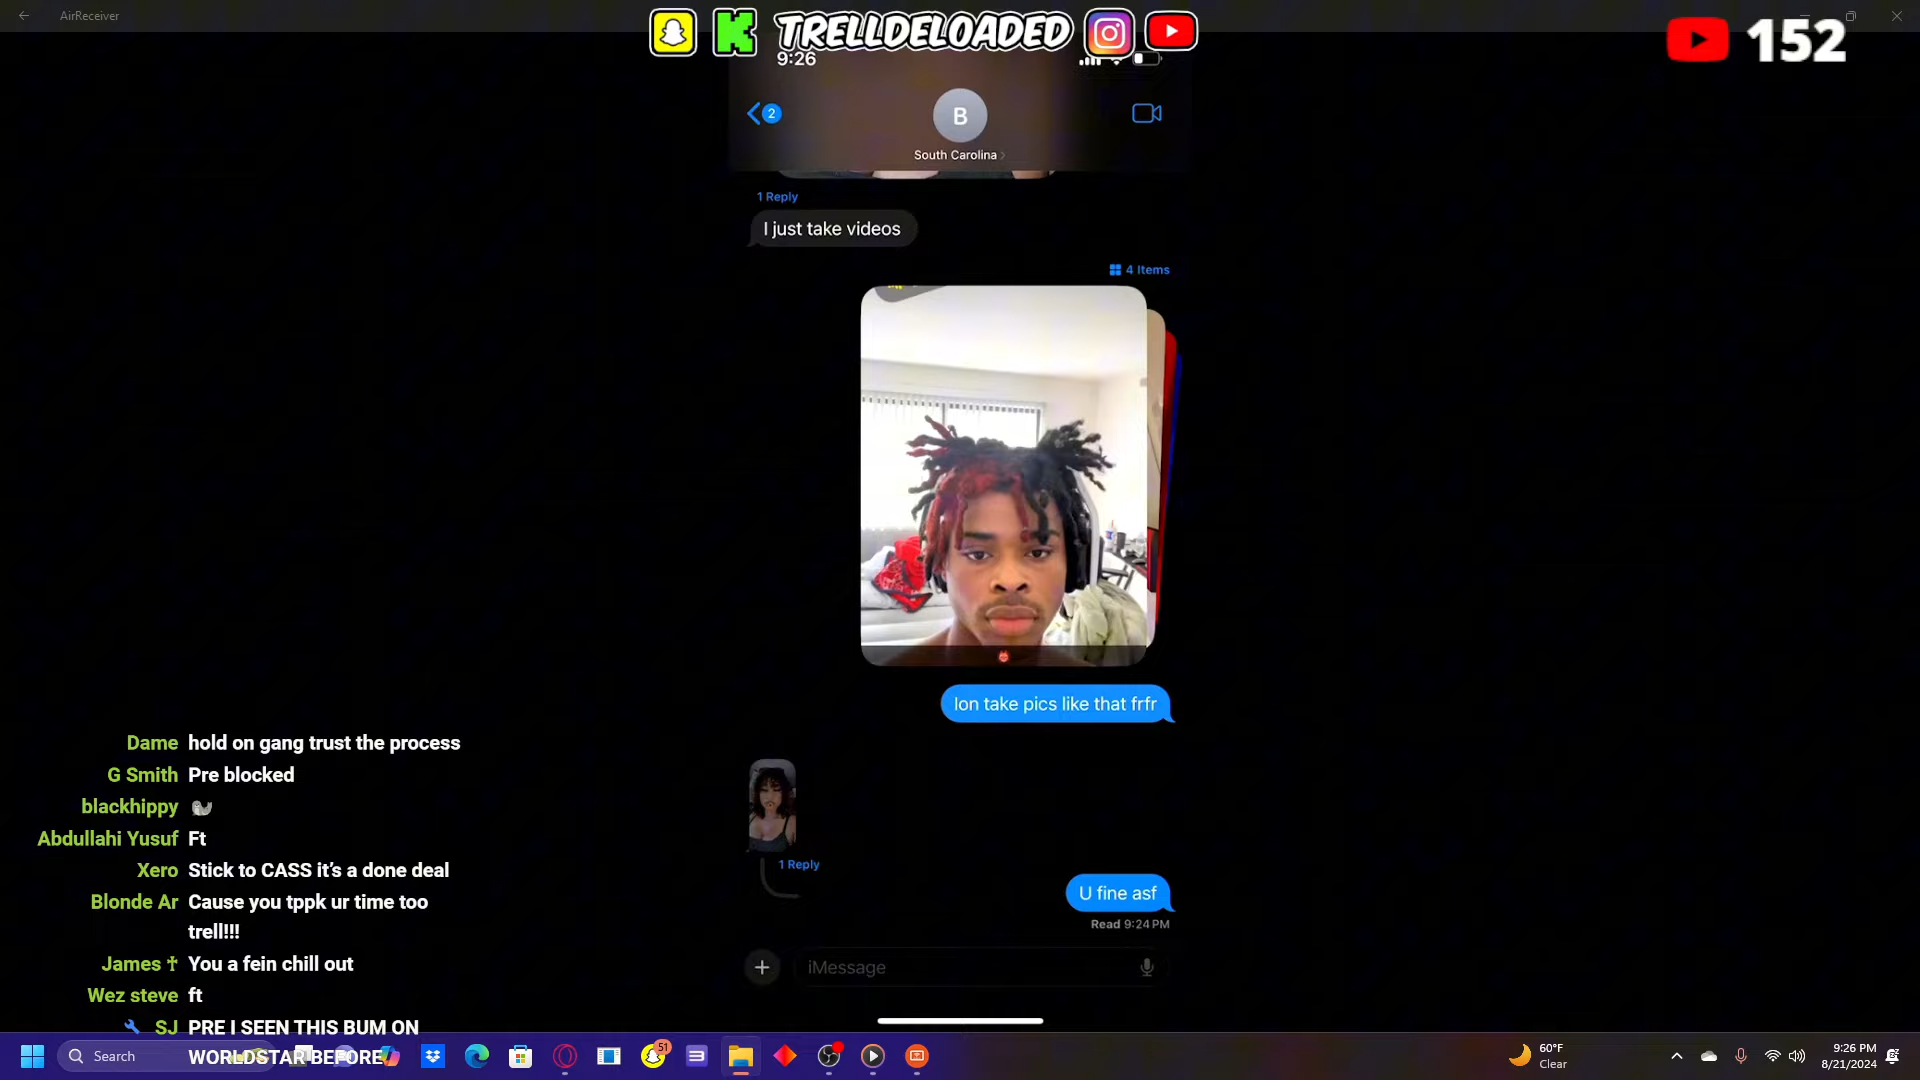 AirReceiver
TRELLDELOADED
152
9:26
2
B
South Carolina
1 Reply
I just take videos
4 Items
Ion take pics like that frfr
1 Reply
U fine asf
Read 9:24 PM
iMessage
Dame hold on gang trust the process
G Smith Pre blocked
blackhippy 🦭
Abdullahi Yusuf Ft
Xero Stick to CASS it’s a done deal
Blonde Ar Cause you tppk ur time too
trell!!!
James ✝ You a fein chill out
Wez steve ft
SJ PRE I SEEN THIS BUM ON
WORLDSTAR BEFORE
Search
51
60°F
Clear
9:26 PM
8/21/2024